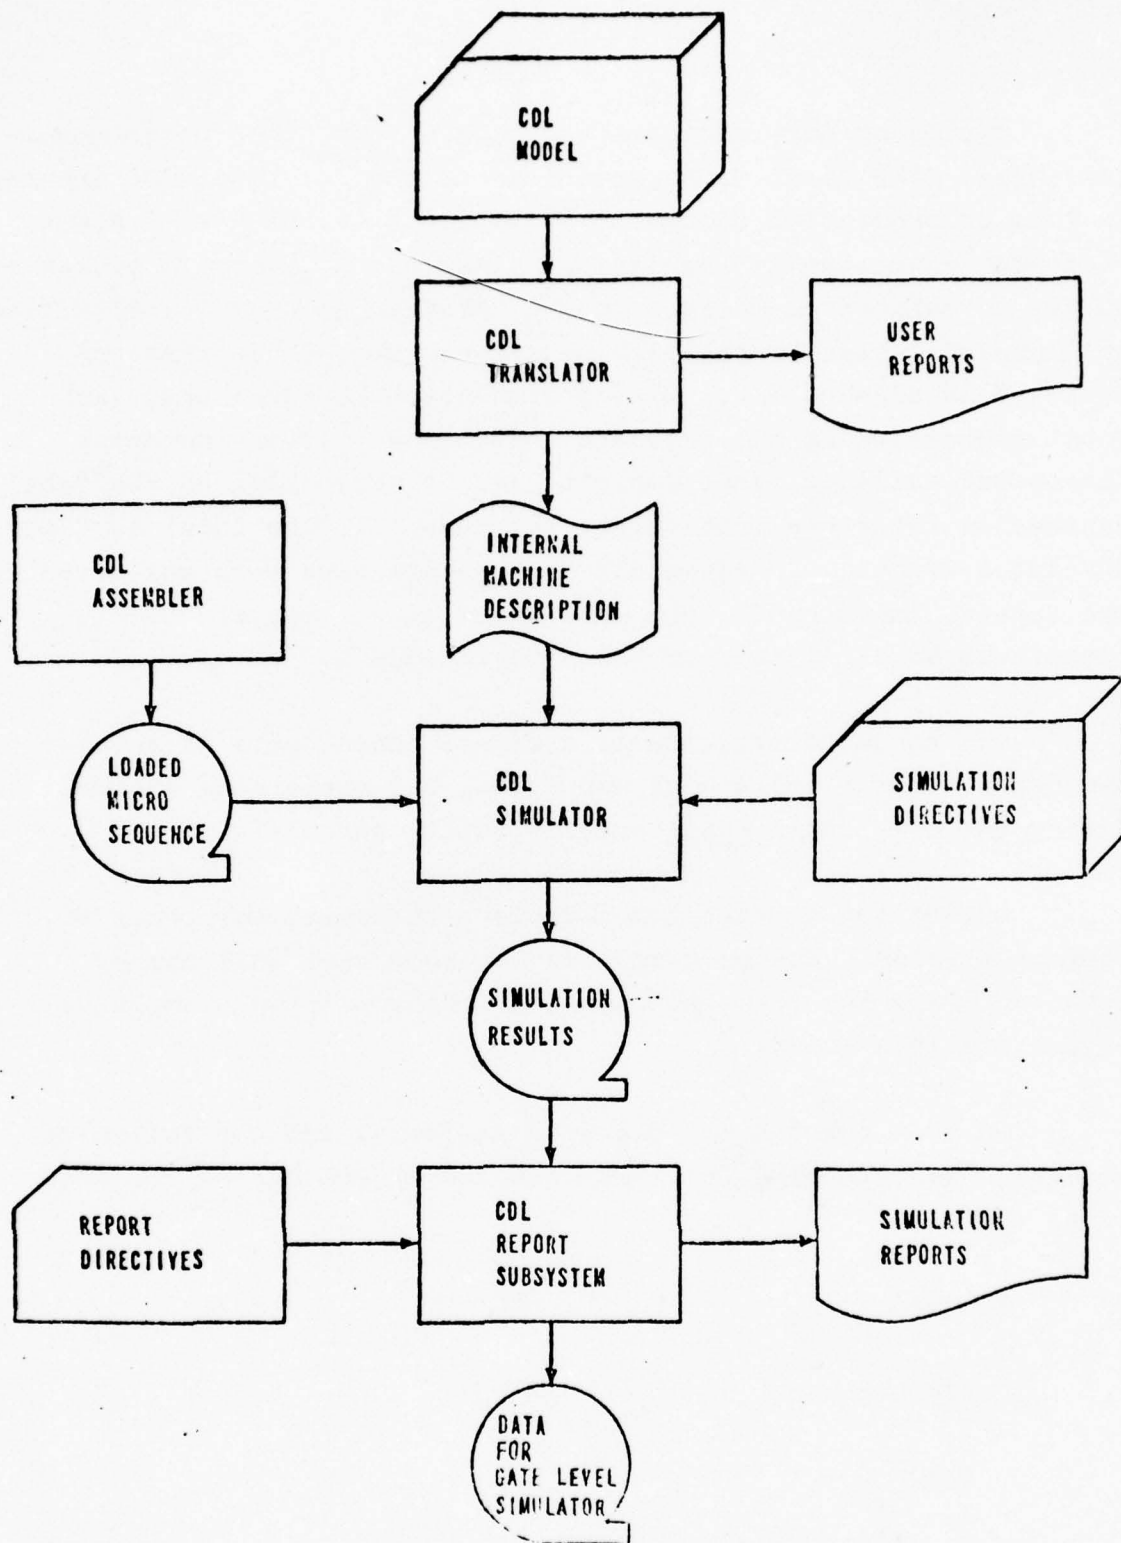 CDL
MODEL
CDL
TRANSLATOR
USER
REPORTS
CDL
ASSEMBLER
INTERNAL
MACHINE
DESCRIPTION
LOADED
MICRO
SEQUENCE
CDL
SIMULATOR
SIMULATION
DIRECTIVES
SIMULATION
RESULTS
REPORT
DIRECTIVES
CDL
REPORT
SUBSYSTEM
SIMULATION
REPORTS
DATA
FOR
GATE LEVEL
SIMULATOR